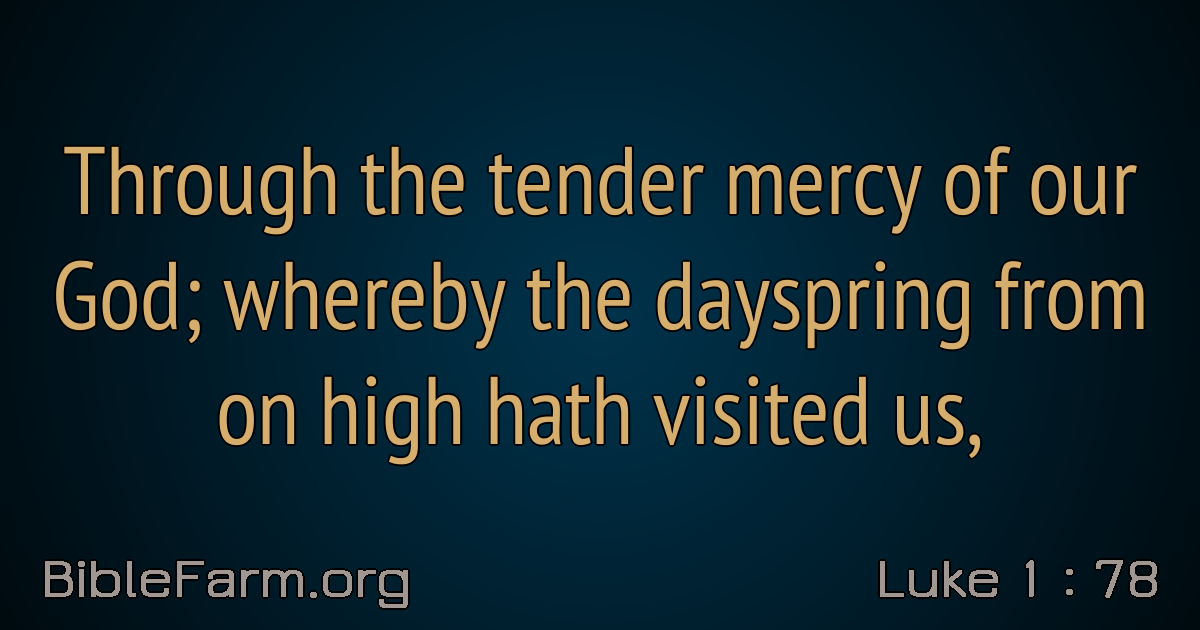 Through the tender mercy of our
God; whereby the dayspring from
on high hath visited us,
BibleFarm.org
Luke 1 : 78